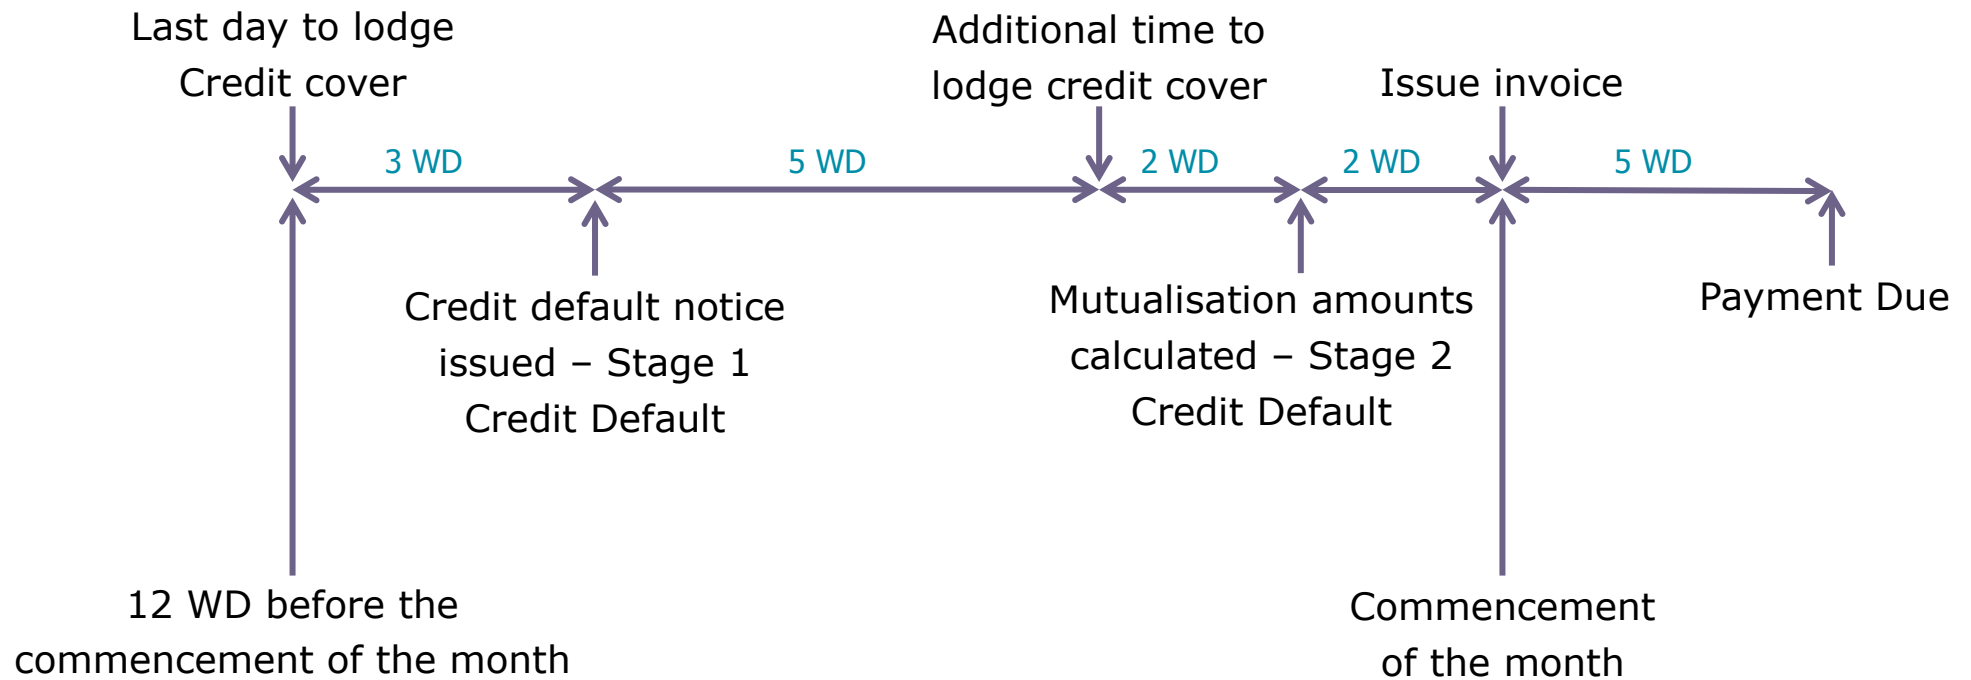 Last day to lodge
Credit cover
Additional time to
lodge credit cover
Issue invoice
3 WD
5 WD
2 WD
2 WD
5 WD
Credit default notice
issued – Stage 1
Credit Default
Mutualisation amounts
calculated – Stage 2
Credit Default
Payment Due
12 WD before the
commencement of the month
Commencement
of the month